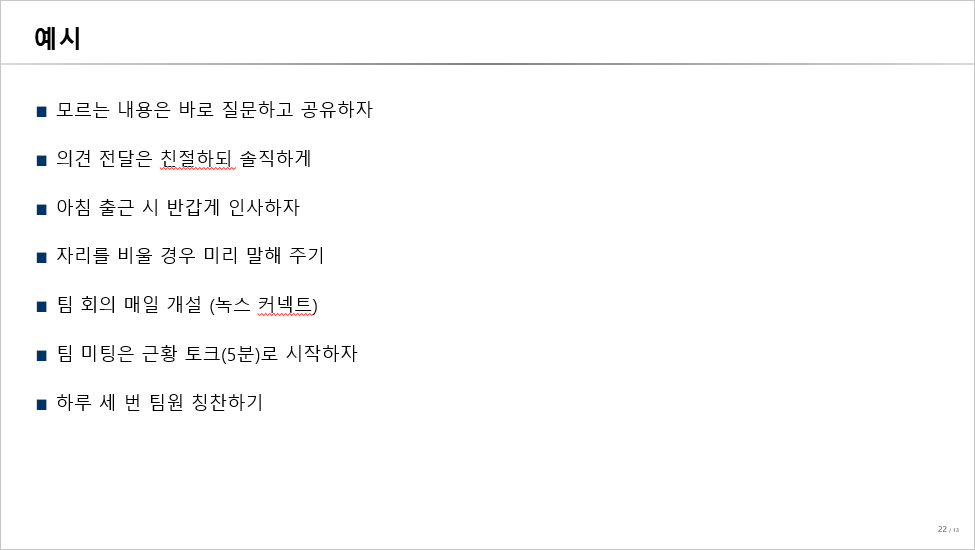 예시
■ 모르는 내용은 바로 질문하고 공유하자
■ 의견 전달은 친절하되 솔직하게
■ 아침 출근 시 반갑게 인사하자
■ 자리를 비울 경우 미리 말해 주기
■ 팀 회의 매일 개설 (녹스 커넥트)
■ 팀 미팅은 근황 토크(5분)로 시작하자
■ 하루 세 번 팀원 칭찬하기
22 / 13